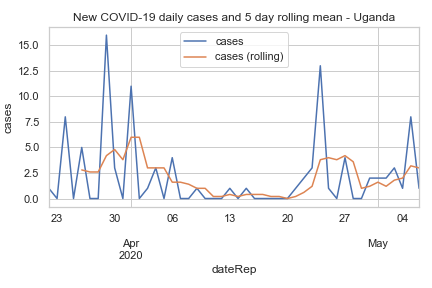 New COVID-19 daily cases and 5 day rolling mean - Uganda
cases
cases (rolling)
15.0
12.5
10.0
7.5
5.0
2.5
0.0
cases
23
30
06
13
20
27
04
Apr
2020
May
dateRep